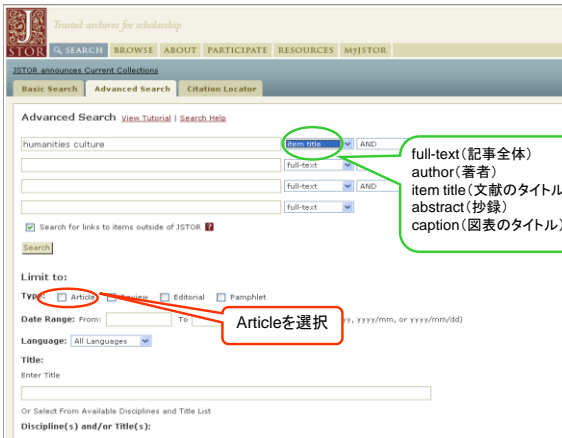 Trusted archives for scholarship
JSTOR
SEARCH BROWSE ABOUT PARTICIPATE RESOURCES MyJSTOR
JSTOR announces Current Collections
Basic Search Advanced Search Citation Locator
Advanced Search View Tutorial | Search Help
humanities culture item title AND
full-text
full-text AND
full-text
full-text(記事全体)
author(著者)
item title(文献のタイトル
abstract(抄録)
caption(図表のタイトル)
Search for links to items outside of JSTOR ?
Search
Limit to:
Type: Article Review Editorial Pamphlet
Date Range: From: To yyyy/mm, or yyyy/mm/dd)
Articleを選択
Language: All Languages
Title:
Enter Title
Or Select From Available Disciplines and Title List
Discipline(s) and/or Title(s):